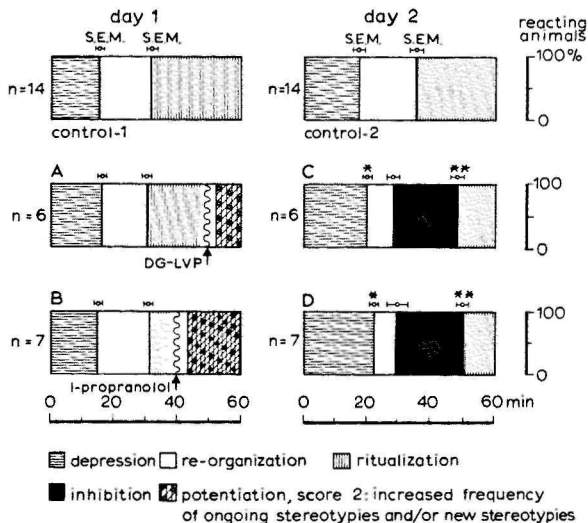 day 1 day 2 reacting animals
S.E.M. S.E.M. S.E.M. S.E.M. 100%
n=14 n=14
control-1 control-2 0
A C 100
* **
n = 6 n=6
DG-LVP 0
B D 100
* **
n=7 n=7
l-propranolol 0
0 20 40 60 0 20 40 60 min
depression re-organization ritualization
inhibition potentiation, score 2: increased frequency
of ongoing stereotypies and/or new stereotypies